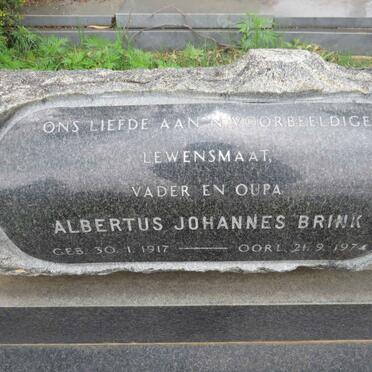 ONS LIEFDE AAN 'N VOORBEELDIGE
LEWENSMAAT,
VADER EN OUPA
ALBERTUS JOHANNES BRINK
GEB. 30.1.1917 — OORL. 21.9.1974